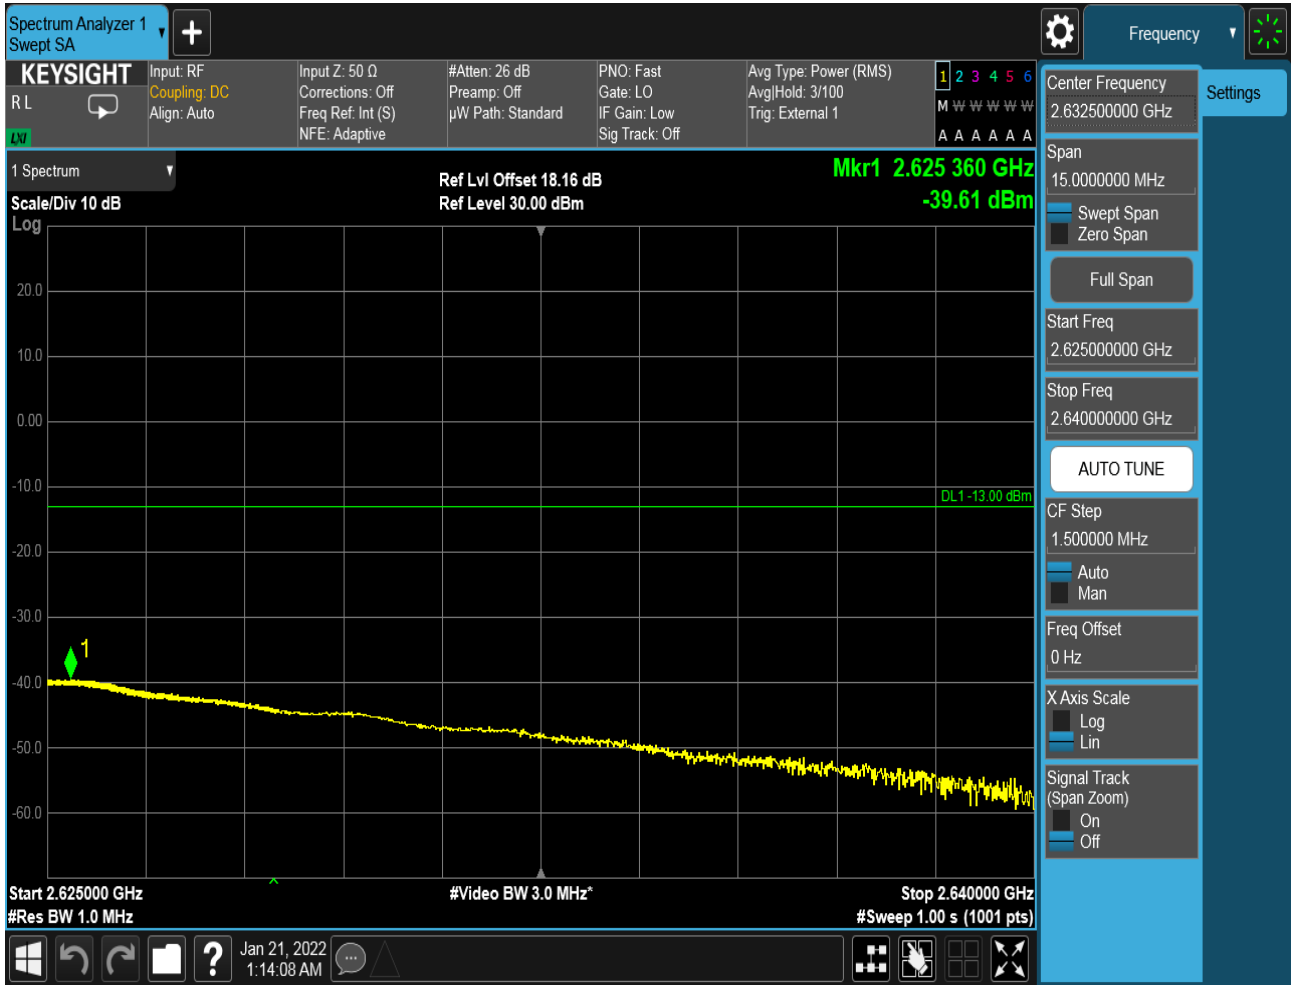 Spectrum Analyzer 1
Swept SA
Frequency
KEYSIGHT
R L
LXI
Input: RF
Coupling: DC
Align: Auto
Input Z: 50 Ω
Corrections: Off
Freq Ref: Int (S)
NFE: Adaptive
#Atten: 26 dB
Preamp: Off
µW Path: Standard
PNO: Fast
Gate: LO
IF Gain: Low
Sig Track: Off
Avg Type: Power (RMS)
Avg|Hold: 3/100
Trig: External 1
1 2 3 4 5 6
M W W W W W
A A A A A A
1 Spectrum
Scale/Div 10 dB
Log
Ref Lvl Offset 18.16 dB
Ref Level 30.00 dBm
Mkr1 2.625 360 GHz
-39.61 dBm
20.0
10.0
0.00
-10.0
DL1 -13.00 dBm
-20.0
-30.0
1
-40.0
-50.0
-60.0
Start 2.625000 GHz
#Res BW 1.0 MHz
#Video BW 3.0 MHz*
Stop 2.640000 GHz
#Sweep 1.00 s (1001 pts)
Jan 21, 2022
1:14:08 AM
Center Frequency
2.632500000 GHz
Settings
Span
15.0000000 MHz
Swept Span
Zero Span
Full Span
Start Freq
2.625000000 GHz
Stop Freq
2.640000000 GHz
AUTO TUNE
CF Step
1.500000 MHz
Auto
Man
Freq Offset
0 Hz
X Axis Scale
Log
Lin
Signal Track
(Span Zoom)
On
Off